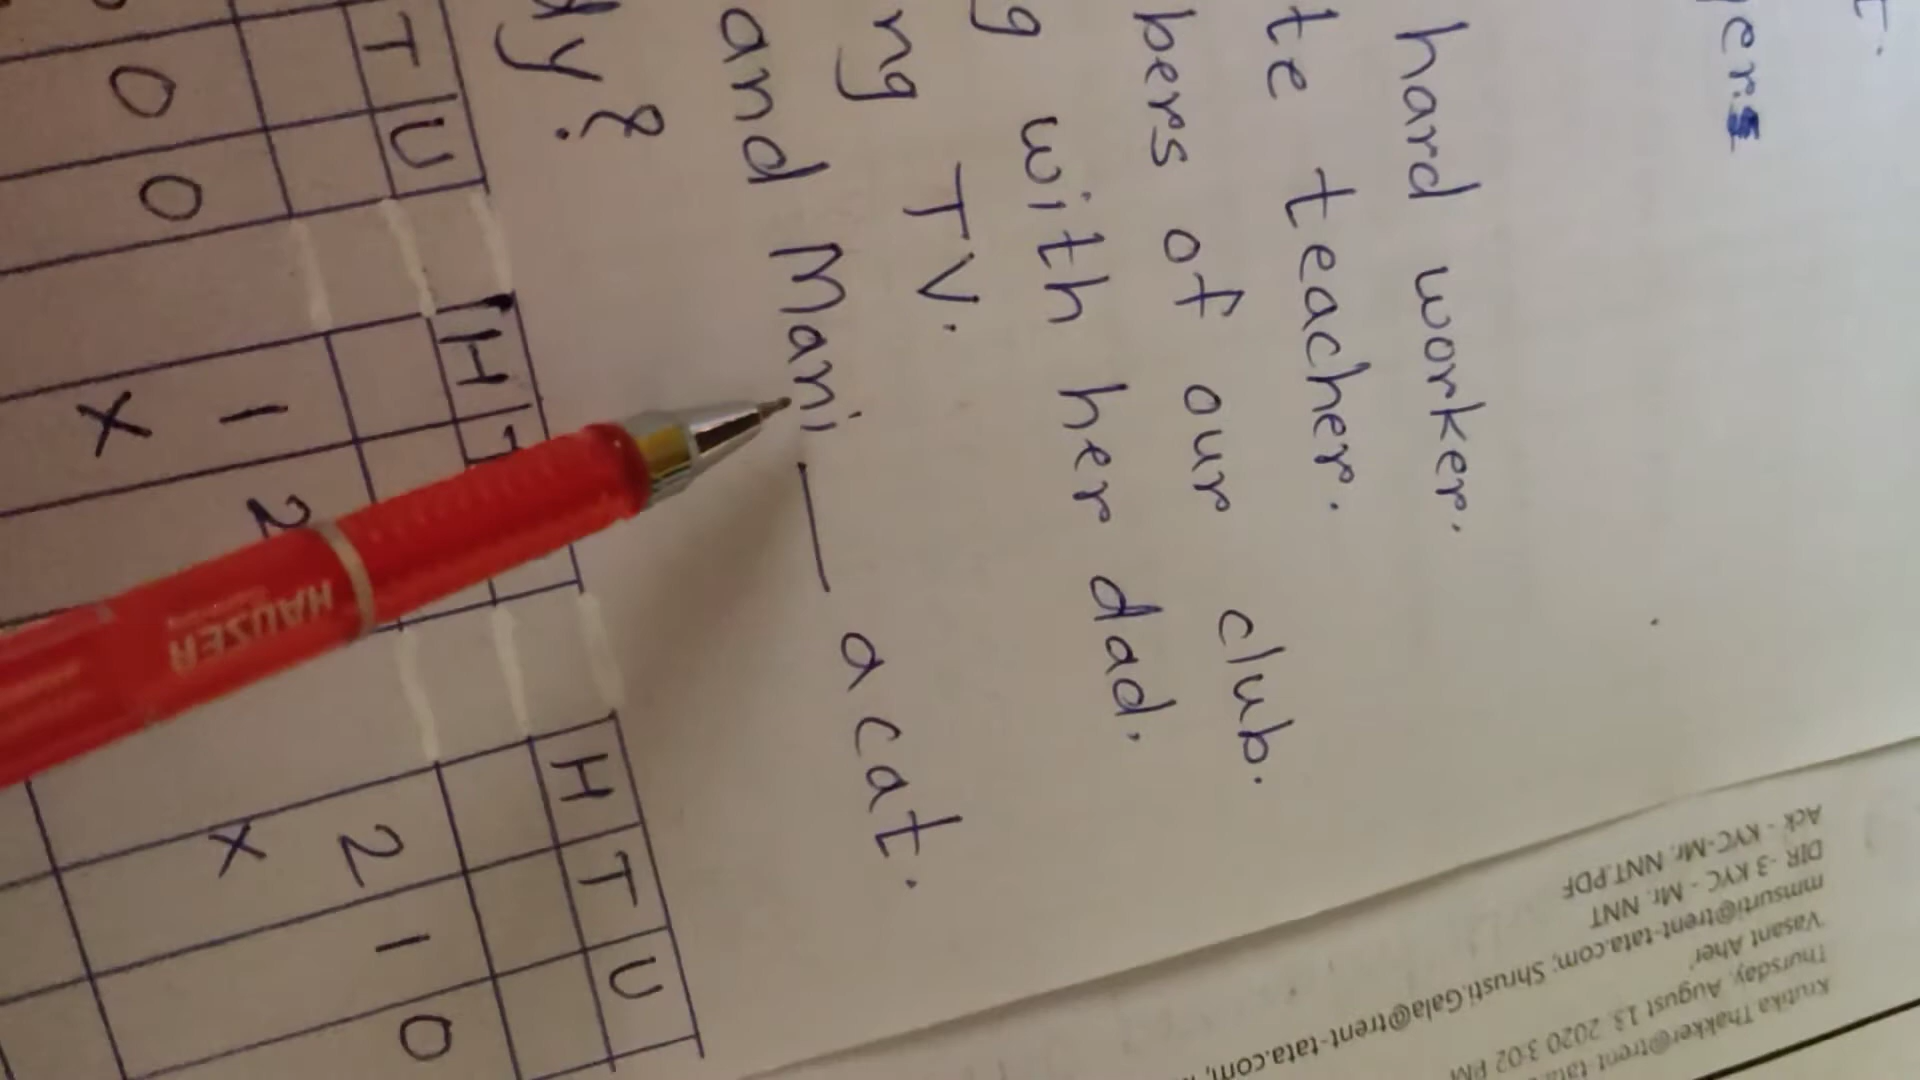 hard worker.
te teacher.
bers of our club.
g with her dad.
ng TV.
and Mani ___ a cat.
dy?
T U
0 0
H T
1 2
x
H T U
2 1 0
x
HAUSER
Krutika Thakker@trent-tata
Thursday, August 13, 2020 3:02 PM
Vasant Aher
mmsurti@trent-tata.com; Shrusti.Gala@trent-tata.com,
DIR -3 KYC - Mr. NNT
Ack - KYC-Mr. NNT.PDF